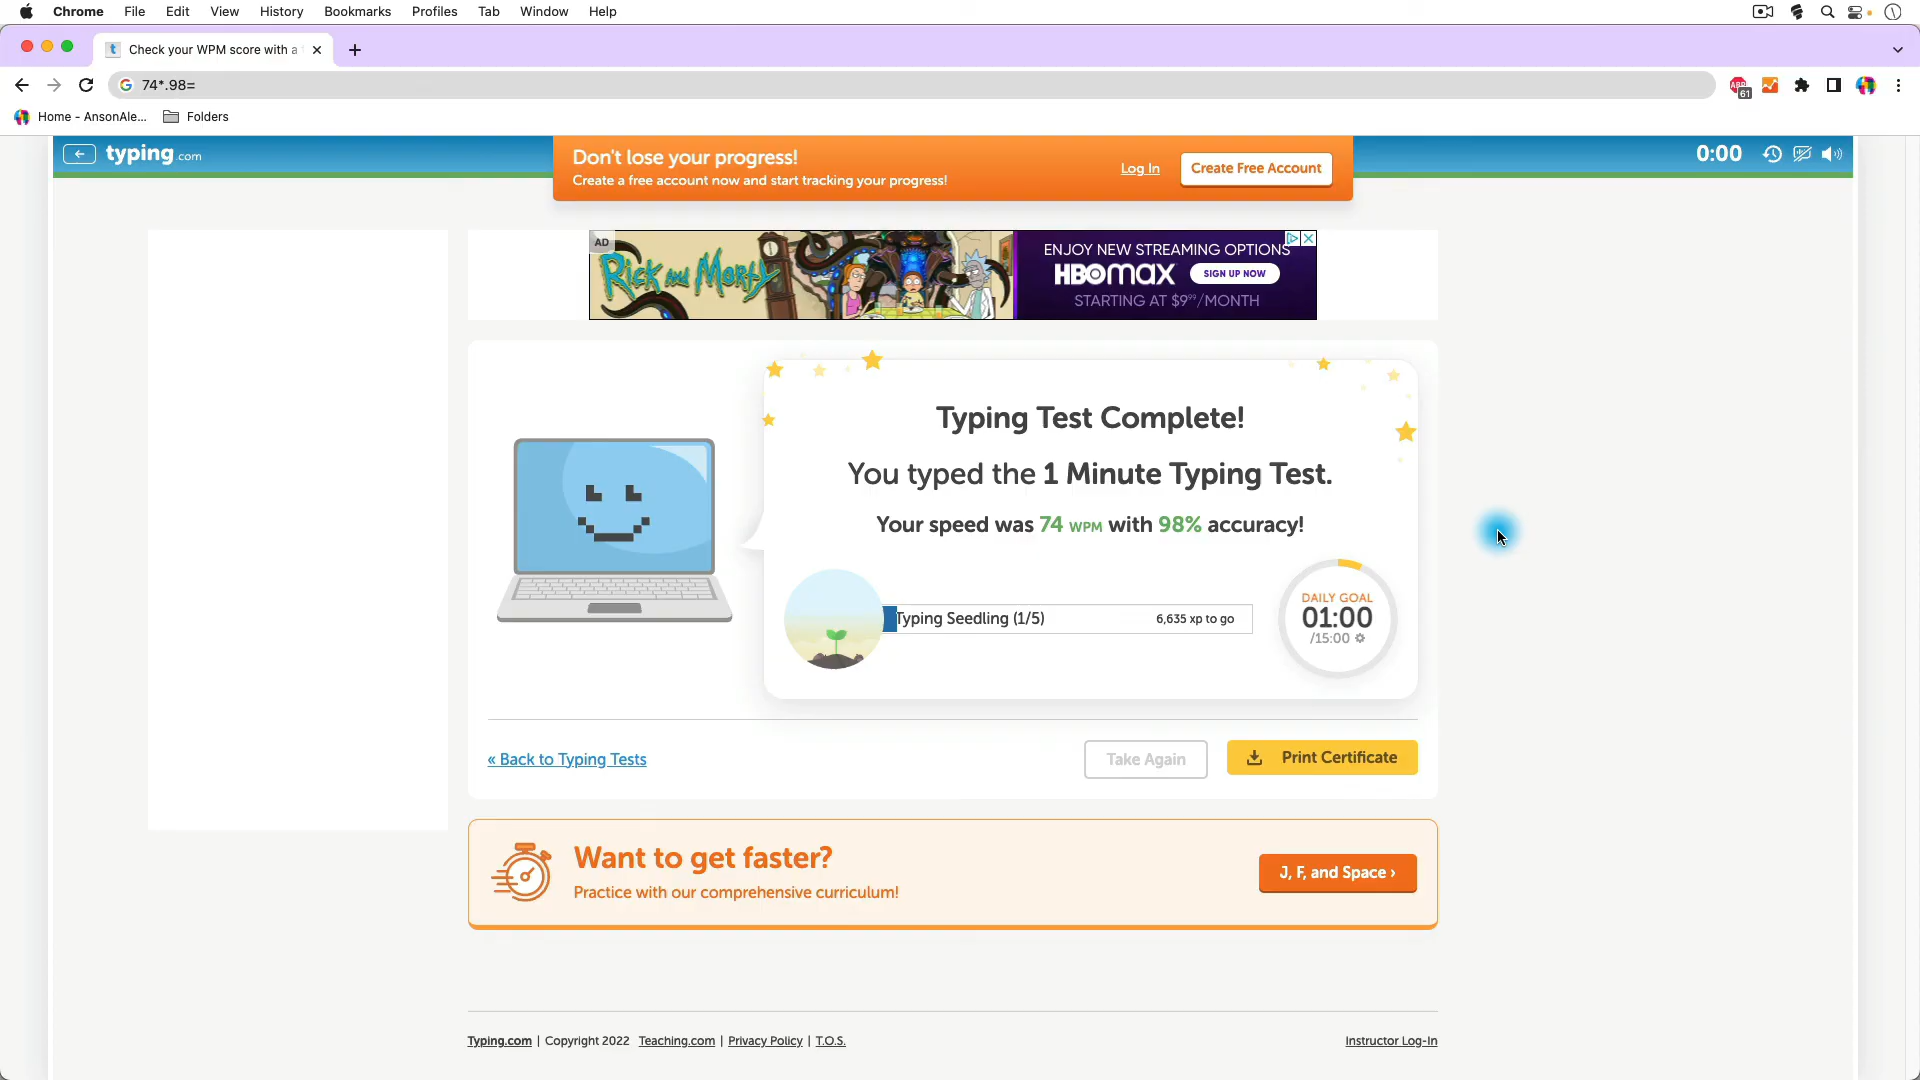 Chrome File Edit View History Bookmarks Profiles Tab Window Help
Check your WPM score with a
74*.98=
ABP
61
Home - AnsonAle... Folders
typing.com
Don't lose your progress!
Create a free account now and start tracking your progress!
Log In
Create Free Account
0:00
AD
Rick and Morty
ENJOY NEW STREAMING OPTIONS
HBOMAX SIGN UP NOW
STARTING AT $9⁹⁹/MONTH
Typing Test Complete!
You typed the 1 Minute Typing Test.
Your speed was 74 WPM with 98% accuracy!
Typing Seedling (1/5) 6,635 xp to go
DAILY GOAL
01:00
/15:00
« Back to Typing Tests
Take Again
Print Certificate
Want to get faster?
Practice with our comprehensive curriculum!
J, F, and Space ›
Typing.com | Copyright 2022 Teaching.com | Privacy Policy | T.O.S.
Instructor Log-In